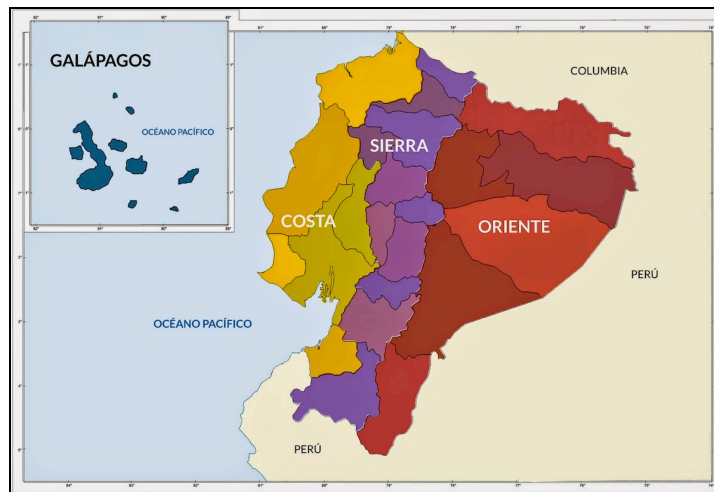 GALÁPAGOS
OCÉANO PACÍFICO
COLUMBIA
SIERRA
COSTA
ORIENTE
PERÚ
OCÉANO PACÍFICO
PERÚ